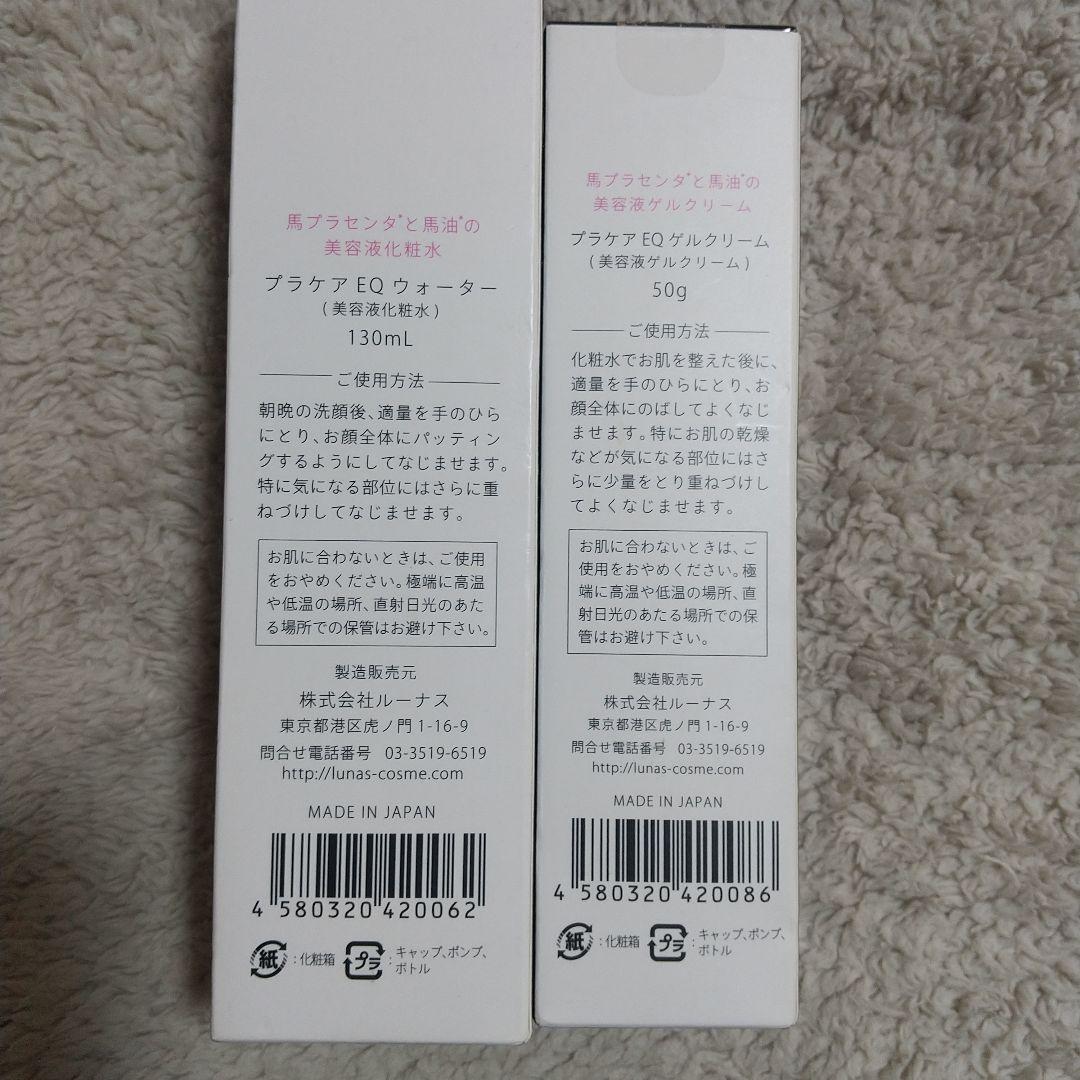 馬プラセンタ*と馬油*の
美容液化粧水
プラケア EQ ウォーター
(美容液化粧水)
130mL
ご使用方法
朝晩の洗顔後、適量を手のひら
にとり、お顔全体にパッティン
グするようにしてなじませます。
特に気になる部位にはさらに重
ねづけしてなじませます。
お肌に合わないときは、ご使用
をおやめください。極端に高温
や低温の場所、直射日光のあた
る場所での保管はお避け下さい。
製造販売元
株式会社ルーナス
東京都港区虎ノ門 1-16-9
問合せ電話番号 03-3519-6519
http://lunas-cosme.com
MADE IN JAPAN
4 580320 420062
紙 : 化粧箱 プラ : キャップ、ポンプ、
ボトル
馬プラセンタ*と馬油*の
美容液ゲルクリーム
プラケア EQ ゲルクリーム
(美容液ゲルクリーム)
50g
ご使用方法
化粧水でお肌を整えた後に、
適量を手のひらにとり、お
顔全体にのばしてよくなじ
ませます。特にお肌の乾燥
などが気になる部位にはさ
らに少量をとり重ねづけし
てよくなじませます。
お肌に合わないときは、ご
使用をおやめください。極
端に高温や低温の場所、直
射日光のあたる場所での保
管はお避け下さい。
製造販売元
株式会社ルーナス
東京都港区虎ノ門 1-16-9
問合せ電話番号 03-3519-6519
http://lunas-cosme.com
MADE IN JAPAN
4 580320 420086
紙 : 化粧箱 プラ : キャップ、ポンプ、
ボトル